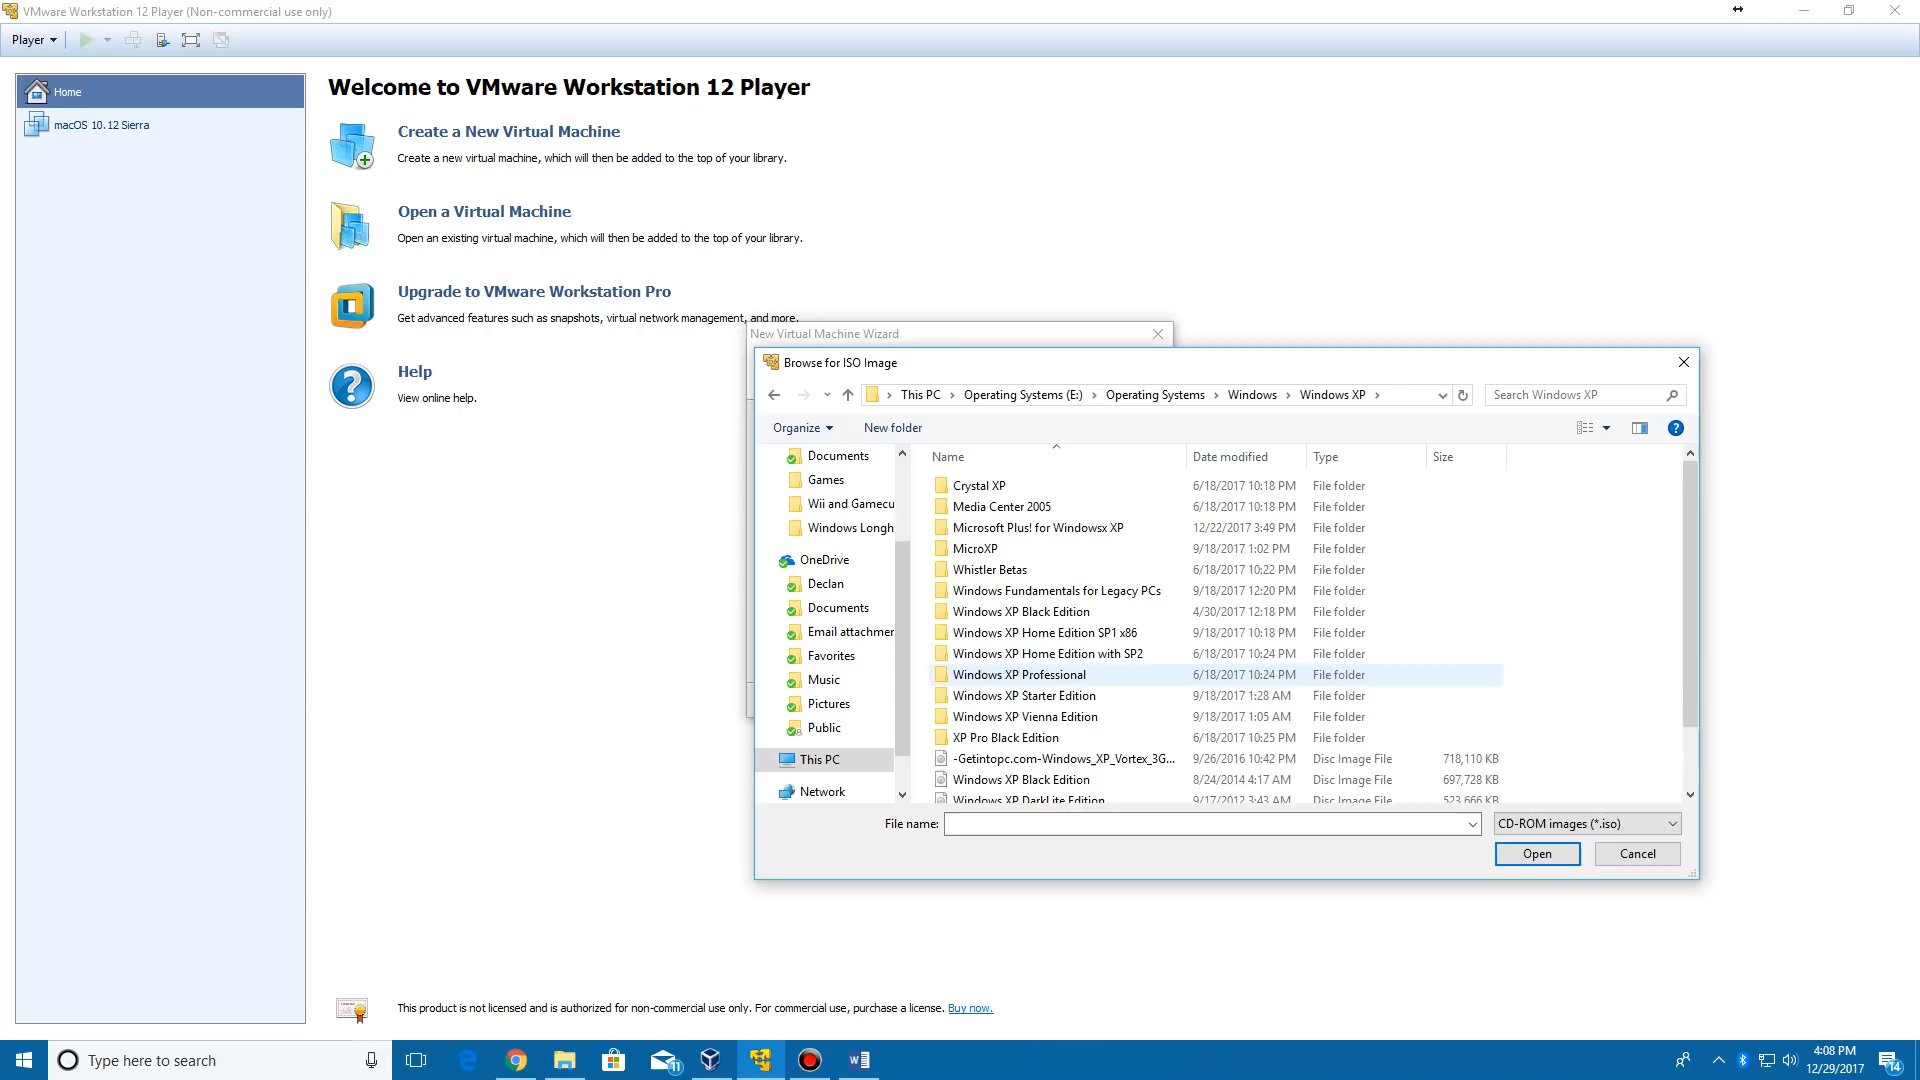 VMware Workstation 12 Player (Non-commercial use only)
Player
Home
macOS 10.12 Sierra
Welcome to VMware Workstation 12 Player
Create a New Virtual Machine
Create a new virtual machine, which will then be added to the top of your library.
Open a Virtual Machine
Open an existing virtual machine, which will then be added to the top of your library.
Upgrade to VMware Workstation Pro
Get advanced features such as snapshots, virtual network management, and more.
Help
View online help.
New Virtual Machine Wizard
Browse for ISO Image
This PC > Operating Systems (E:) > Operating Systems > Windows > Windows XP >
Search Windows XP
Organize New folder
Documents
Games
Wii and Gamecu
Windows Longh
OneDrive
Declan
Documents
Email attachmer
Favorites
Music
Pictures
Public
This PC
Network
Name Date modified Type Size
Crystal XP 6/18/2017 10:18 PM File folder
Media Center 2005 6/18/2017 10:18 PM File folder
Microsoft Plus! for Windowsx XP 12/22/2017 3:49 PM File folder
MicroXP 9/18/2017 1:02 PM File folder
Whistler Betas 6/18/2017 10:22 PM File folder
Windows Fundamentals for Legacy PCs 9/18/2017 12:20 PM File folder
Windows XP Black Edition 4/30/2017 12:18 PM File folder
Windows XP Home Edition SP1 x86 9/18/2017 10:18 PM File folder
Windows XP Home Edition with SP2 6/18/2017 10:24 PM File folder
Windows XP Professional 6/18/2017 10:24 PM File folder
Windows XP Starter Edition 9/18/2017 1:28 AM File folder
Windows XP Vienna Edition 9/18/2017 1:05 AM File folder
XP Pro Black Edition 6/18/2017 10:25 PM File folder
-Getintopc.com-Windows_XP_Vortex_3G... 9/26/2016 10:42 PM Disc Image File 718,110 KB
Windows XP Black Edition 8/24/2014 4:17 AM Disc Image File 697,728 KB
Windows XP DarkLite Edition 9/17/2012 3:43 AM Disc Image File 523,666 KB
File name:
CD-ROM images (*.iso)
Open Cancel
This product is not licensed and is authorized for non-commercial use only. For commercial use, purchase a license. Buy now.
Type here to search
11
4:08 PM
12/29/2017
14